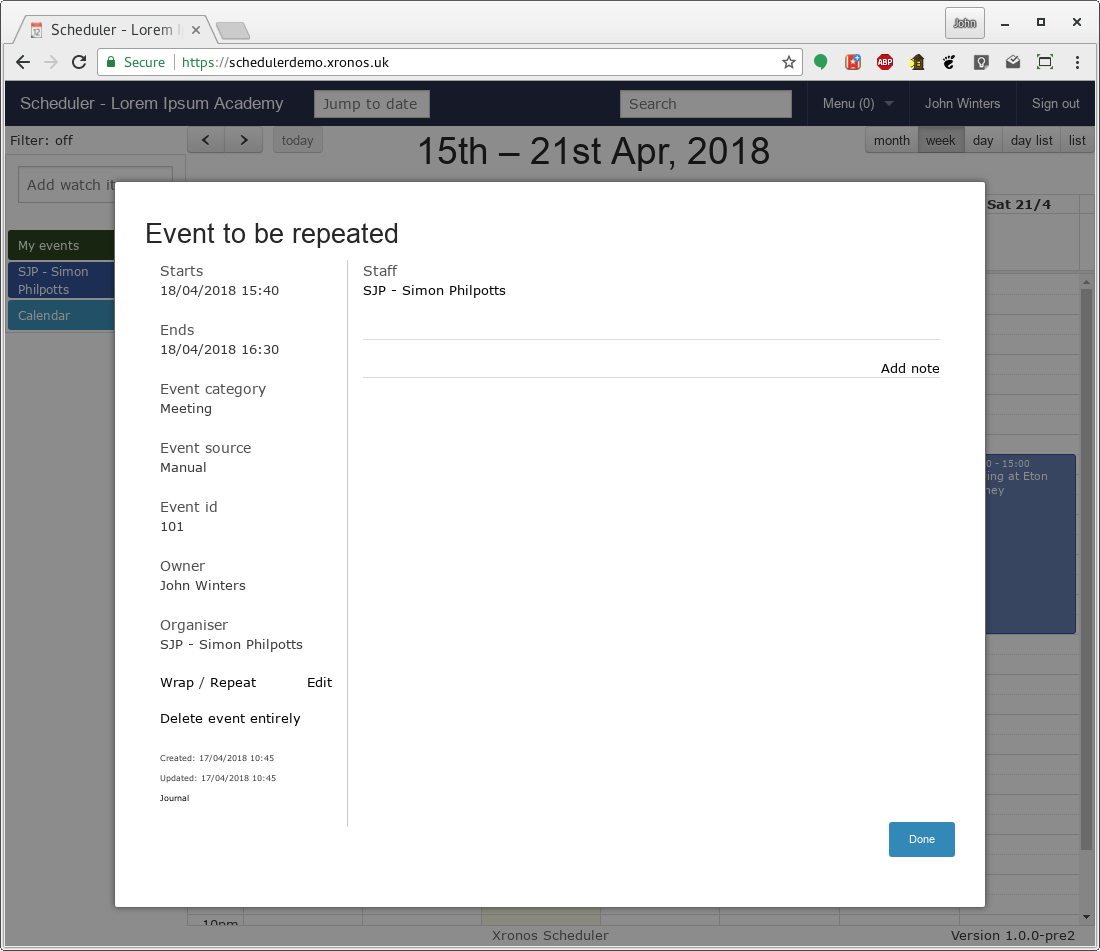 Scheduler - Lorem
John
Secure
https://schedulerdemo.xronos.uk
ABP
Scheduler - Lorem Ipsum Academy
Jump to date
Search
Menu (0)
John Winters
Sign out
Filter: off
today
15th – 21st Apr, 2018
month
week
day
day list
list
Add watch it
Sat 21/4
My events
SJP - Simon
Philpotts
Calendar
Event to be repeated
Starts
18/04/2018 15:40
Ends
18/04/2018 16:30
Event category
Meeting
Event source
Manual
Event id
101
Owner
John Winters
Organiser
SJP - Simon Philpotts
Wrap / Repeat
Edit
Delete event entirely
Created: 17/04/2018 10:45
Updated: 17/04/2018 10:45
Journal
Staff
SJP - Simon Philpotts
Add note
Done
0 - 15:00
ing at Eton
ney
10pm
Xronos Scheduler
Version 1.0.0-pre2